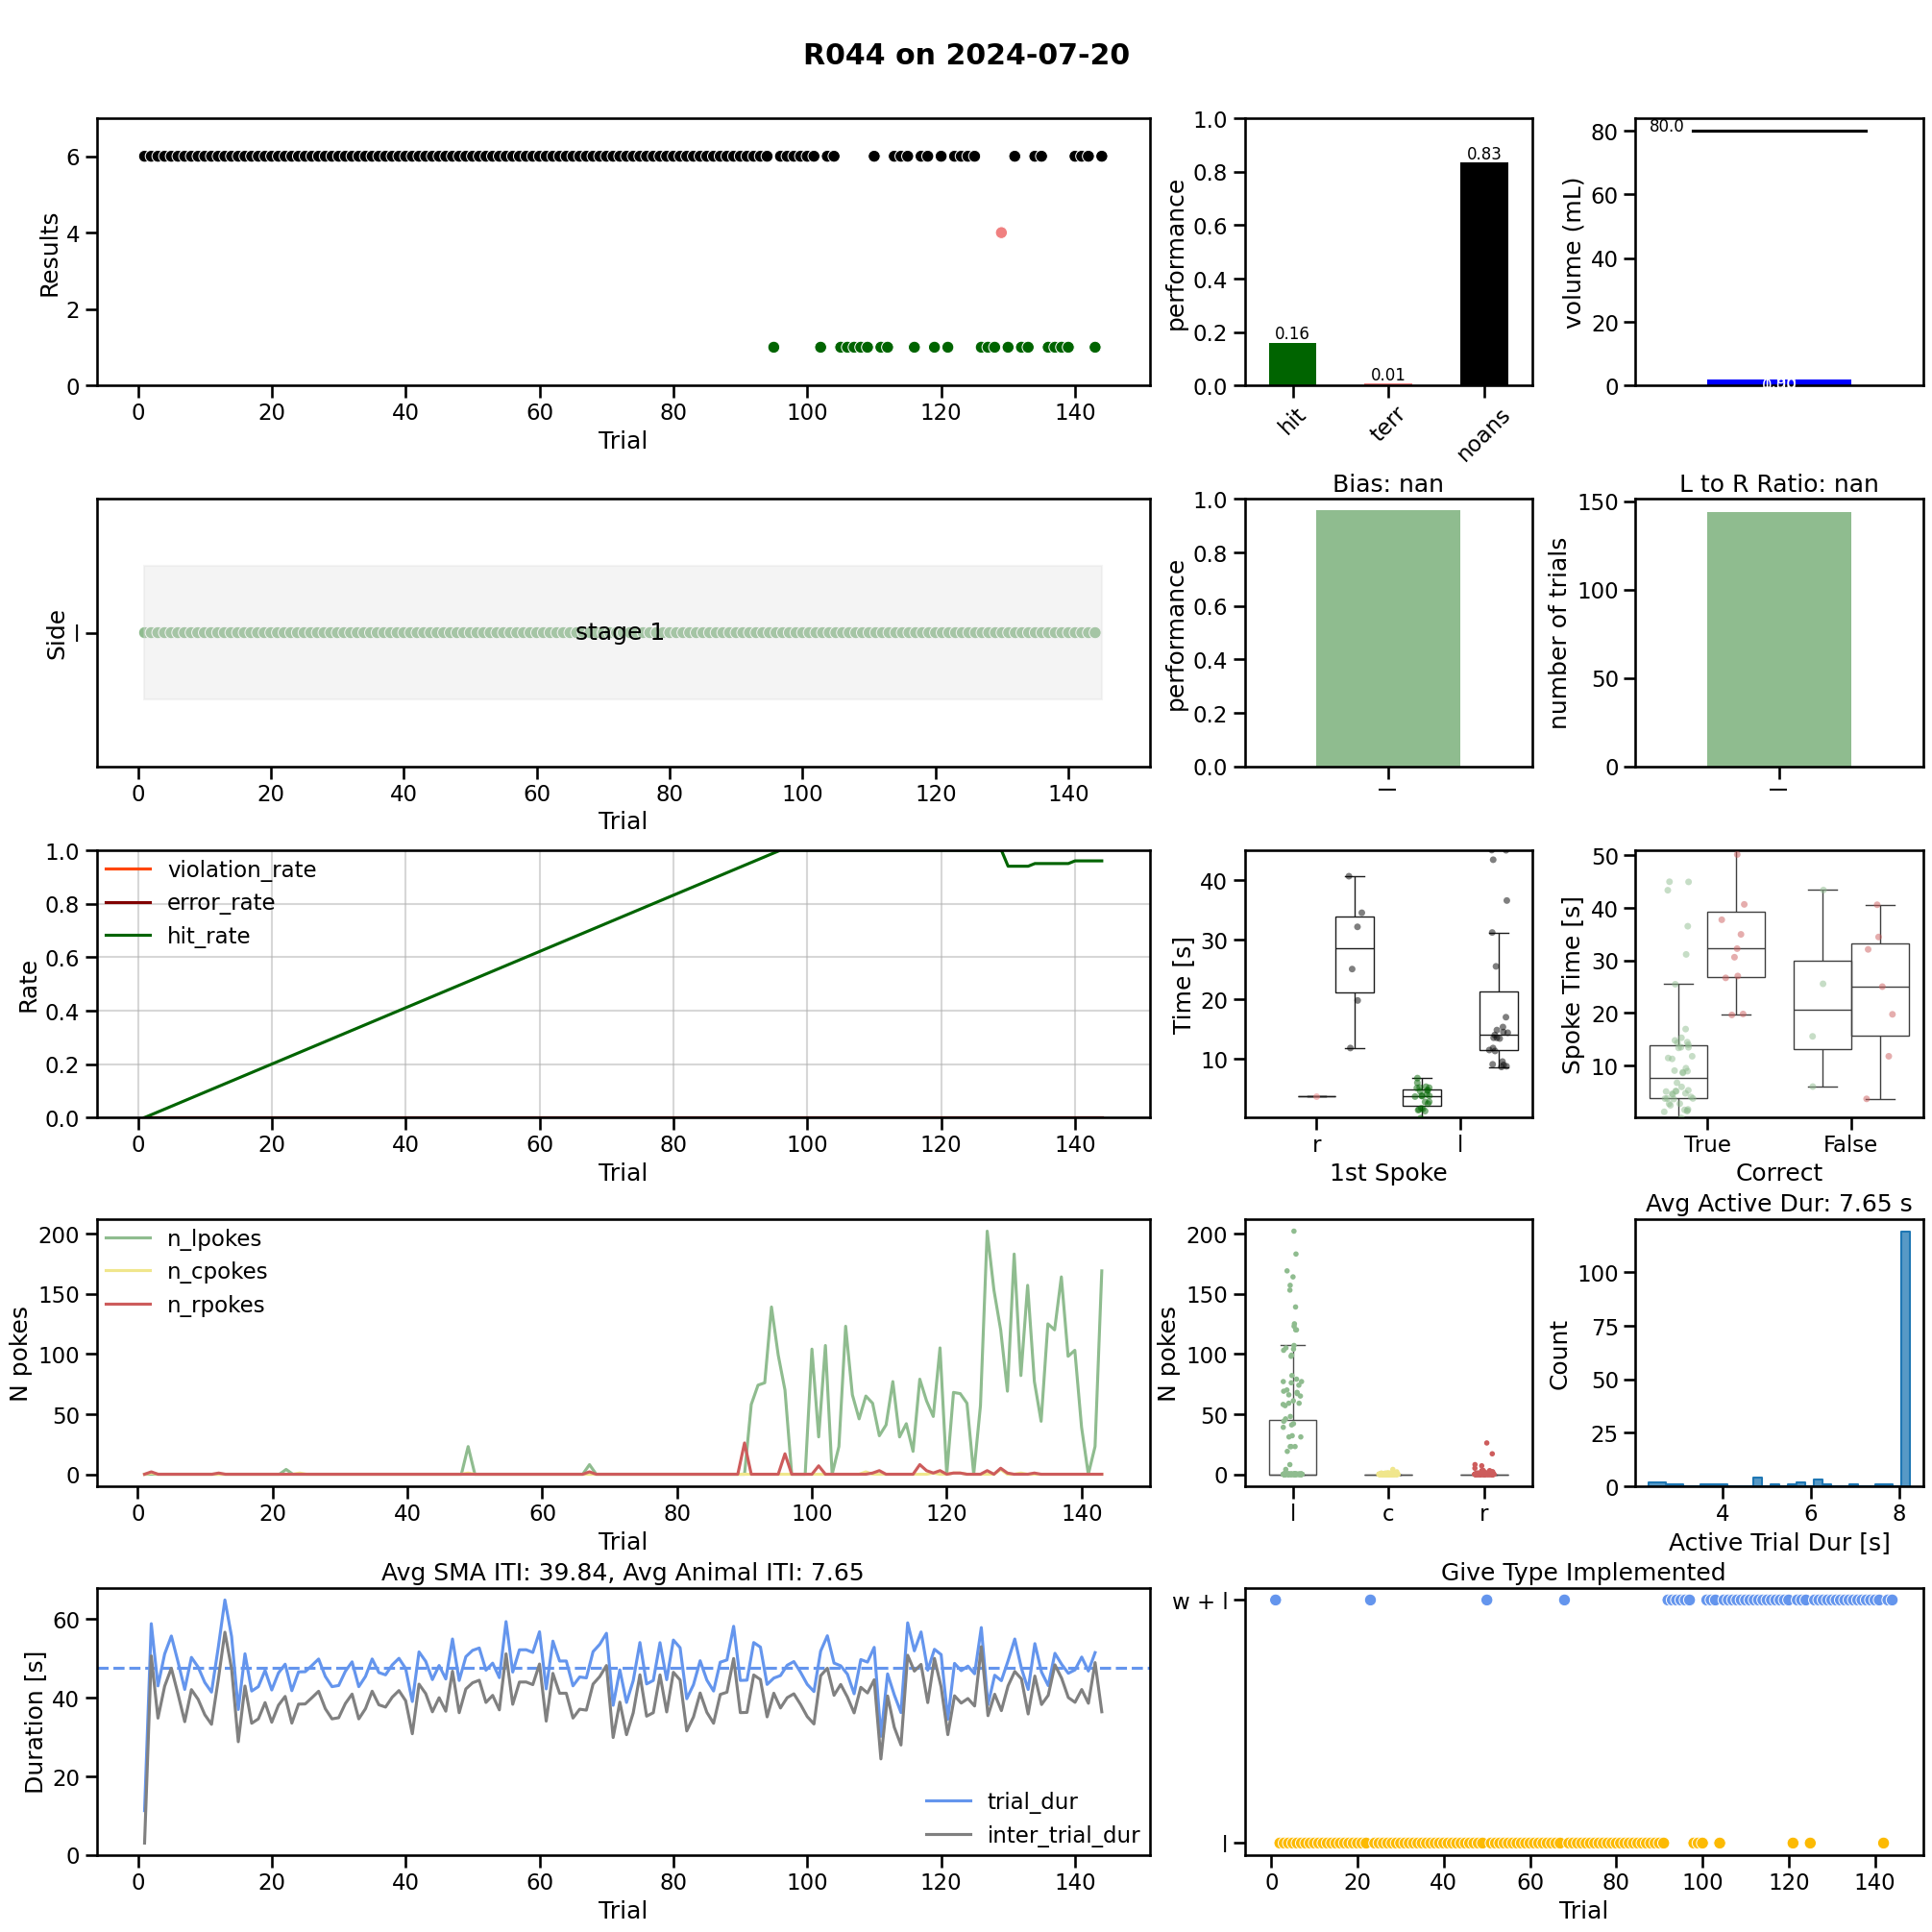 R044 on 2024-07-20
Results
6
4
2
0
0 20 40 60 80 100 120 140
Trial
performance
1.0
0.8
0.6
0.4
0.2
0.0
0.16
0.01
0.83
hit
terr
noans
volume (mL)
80
60
40
20
0
80.0
Side
l
stage 1
0 20 40 60 80 100 120 140
Trial
Bias: nan
performance
1.0
0.8
0.6
0.4
0.2
0.0
l
L to R Ratio: nan
number of trials
150
100
50
0
l
Rate
1.0
0.8
0.6
0.4
0.2
0.0
violation_rate
error_rate
hit_rate
0 20 40 60 80 100 120 140
Trial
Time [s]
40
30
20
10
r l
1st Spoke
Spoke Time [s]
50
40
30
20
10
True False
Correct
N pokes
200
150
100
50
0
n_lpokes
n_cpokes
n_rpokes
0 20 40 60 80 100 120 140
Trial
N pokes
200
150
100
50
0
l c r
Avg Active Dur: 7.65 s
Count
100
75
50
25
0
4 6 8
Active Trial Dur [s]
Avg SMA ITI: 39.84, Avg Animal ITI: 7.65
Duration [s]
60
40
20
0
trial_dur
inter_trial_dur
0 20 40 60 80 100 120 140
Trial
Give Type Implemented
w + l
l
0 20 40 60 80 100 120 140
Trial